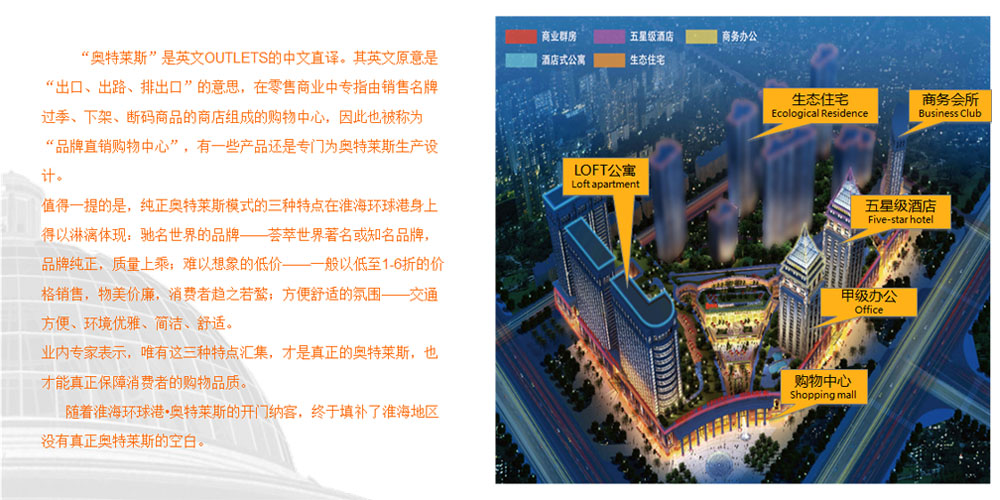 “奥特莱斯”是英文OUTLETS的中文直译。其英文原意是
“出口、出路、排出口”的意思，在零售商业中专指由销售名牌
过季、下架、断码商品的商店组成的购物中心，因此也被称为
“品牌直销购物中心”，有一些产品还是专门为奥特莱斯生产设
计。
值得一提的是，纯正奥特莱斯模式的三种特点在淮海环球港身上
得以淋漓体现：驰名世界的品牌——荟萃世界著名或知名品牌，
品牌纯正，质量上乘；难以想象的低价——一般以低至1-6折的价
格销售，物美价廉，消费者趋之若鹜；方便舒适的氛围——交通
方便、环境优雅、简洁、舒适。
业内专家表示，唯有这三种特点汇集，才是真正的奥特莱斯，也
才能真正保障消费者的购物品质。
随着淮海环球港•奥特莱斯的开门纳客，终于填补了淮海地区
没有真正奥特莱斯的空白。
商业群房 五星级酒店 商务办公
酒店式公寓 生态住宅
生态住宅
Ecological Residence
商务会所
Business Club
LOFT公寓
Loft apartment
五星级酒店
Five-star hotel
甲级办公
Office
购物中心
Shopping mall